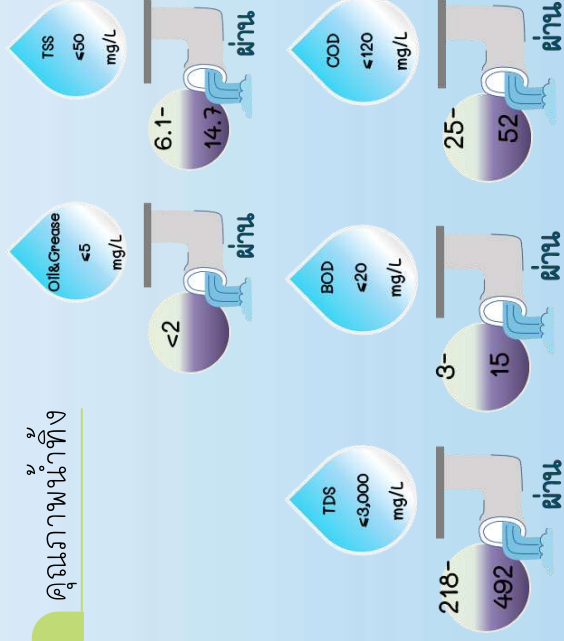 คุณภาพน้ำทิ้ง
Oil&Grease
≤5
mg/L
<2
ผ่าน
TSS
≤50
mg/L
6.1-
14.7
ผ่าน
TDS
≤3,000
mg/L
218-
492
ผ่าน
BOD
≤20
mg/L
3-
15
ผ่าน
COD
≤120
mg/L
25-
52
ผ่าน